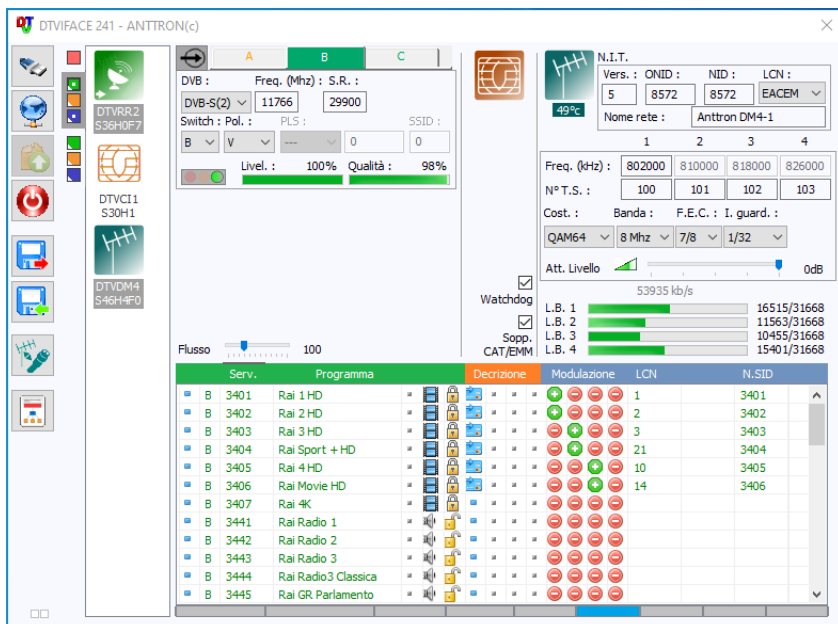 DTVIFACE 241 - ANTTRON(c)
DTVRR2
S36H0F7
DTVCI1
S30H1
DTVDM4
S46H4F0
A B C
DVB : Freq. (Mhz) : S.R. :
DVB-S(2) 11766 29900
Switch : Pol. : PLS : SSID :
B V --- 0 0
Livel. : 100% Qualità : 98%
Flusso 100
Watchdog
Sopp.
CAT/EMM
49°C
N.I.T.
Vers. : ONID : NID : LCN :
5 8572 8572 EACEM
Nome rete : Anttron DM4-1
1 2 3 4
Freq. (kHz) : 802000 810000 818000 826000
N° T.S. : 100 101 102 103
Cost. : Banda : F.E.C. : I. guard. :
QAM64 8 Mhz 7/8 1/32
Att. Livello 0dB
53935 kb/s
L.B. 1 16515/31668
L.B. 2 11563/31668
L.B. 3 10455/31668
L.B. 4 15401/31668
Serv. Programma Decrizione Modulazione LCN N.SID
B 3401 Rai 1 HD 1 3401
B 3402 Rai 2 HD 2 3402
B 3403 Rai 3 HD 3 3403
B 3404 Rai Sport + HD 21 3404
B 3405 Rai 4 HD 10 3405
B 3406 Rai Movie HD 14 3406
B 3407 Rai 4K
B 3441 Rai Radio 1
B 3442 Rai Radio 2
B 3443 Rai Radio 3
B 3444 Rai Radio3 Classica
B 3445 Rai GR Parlamento